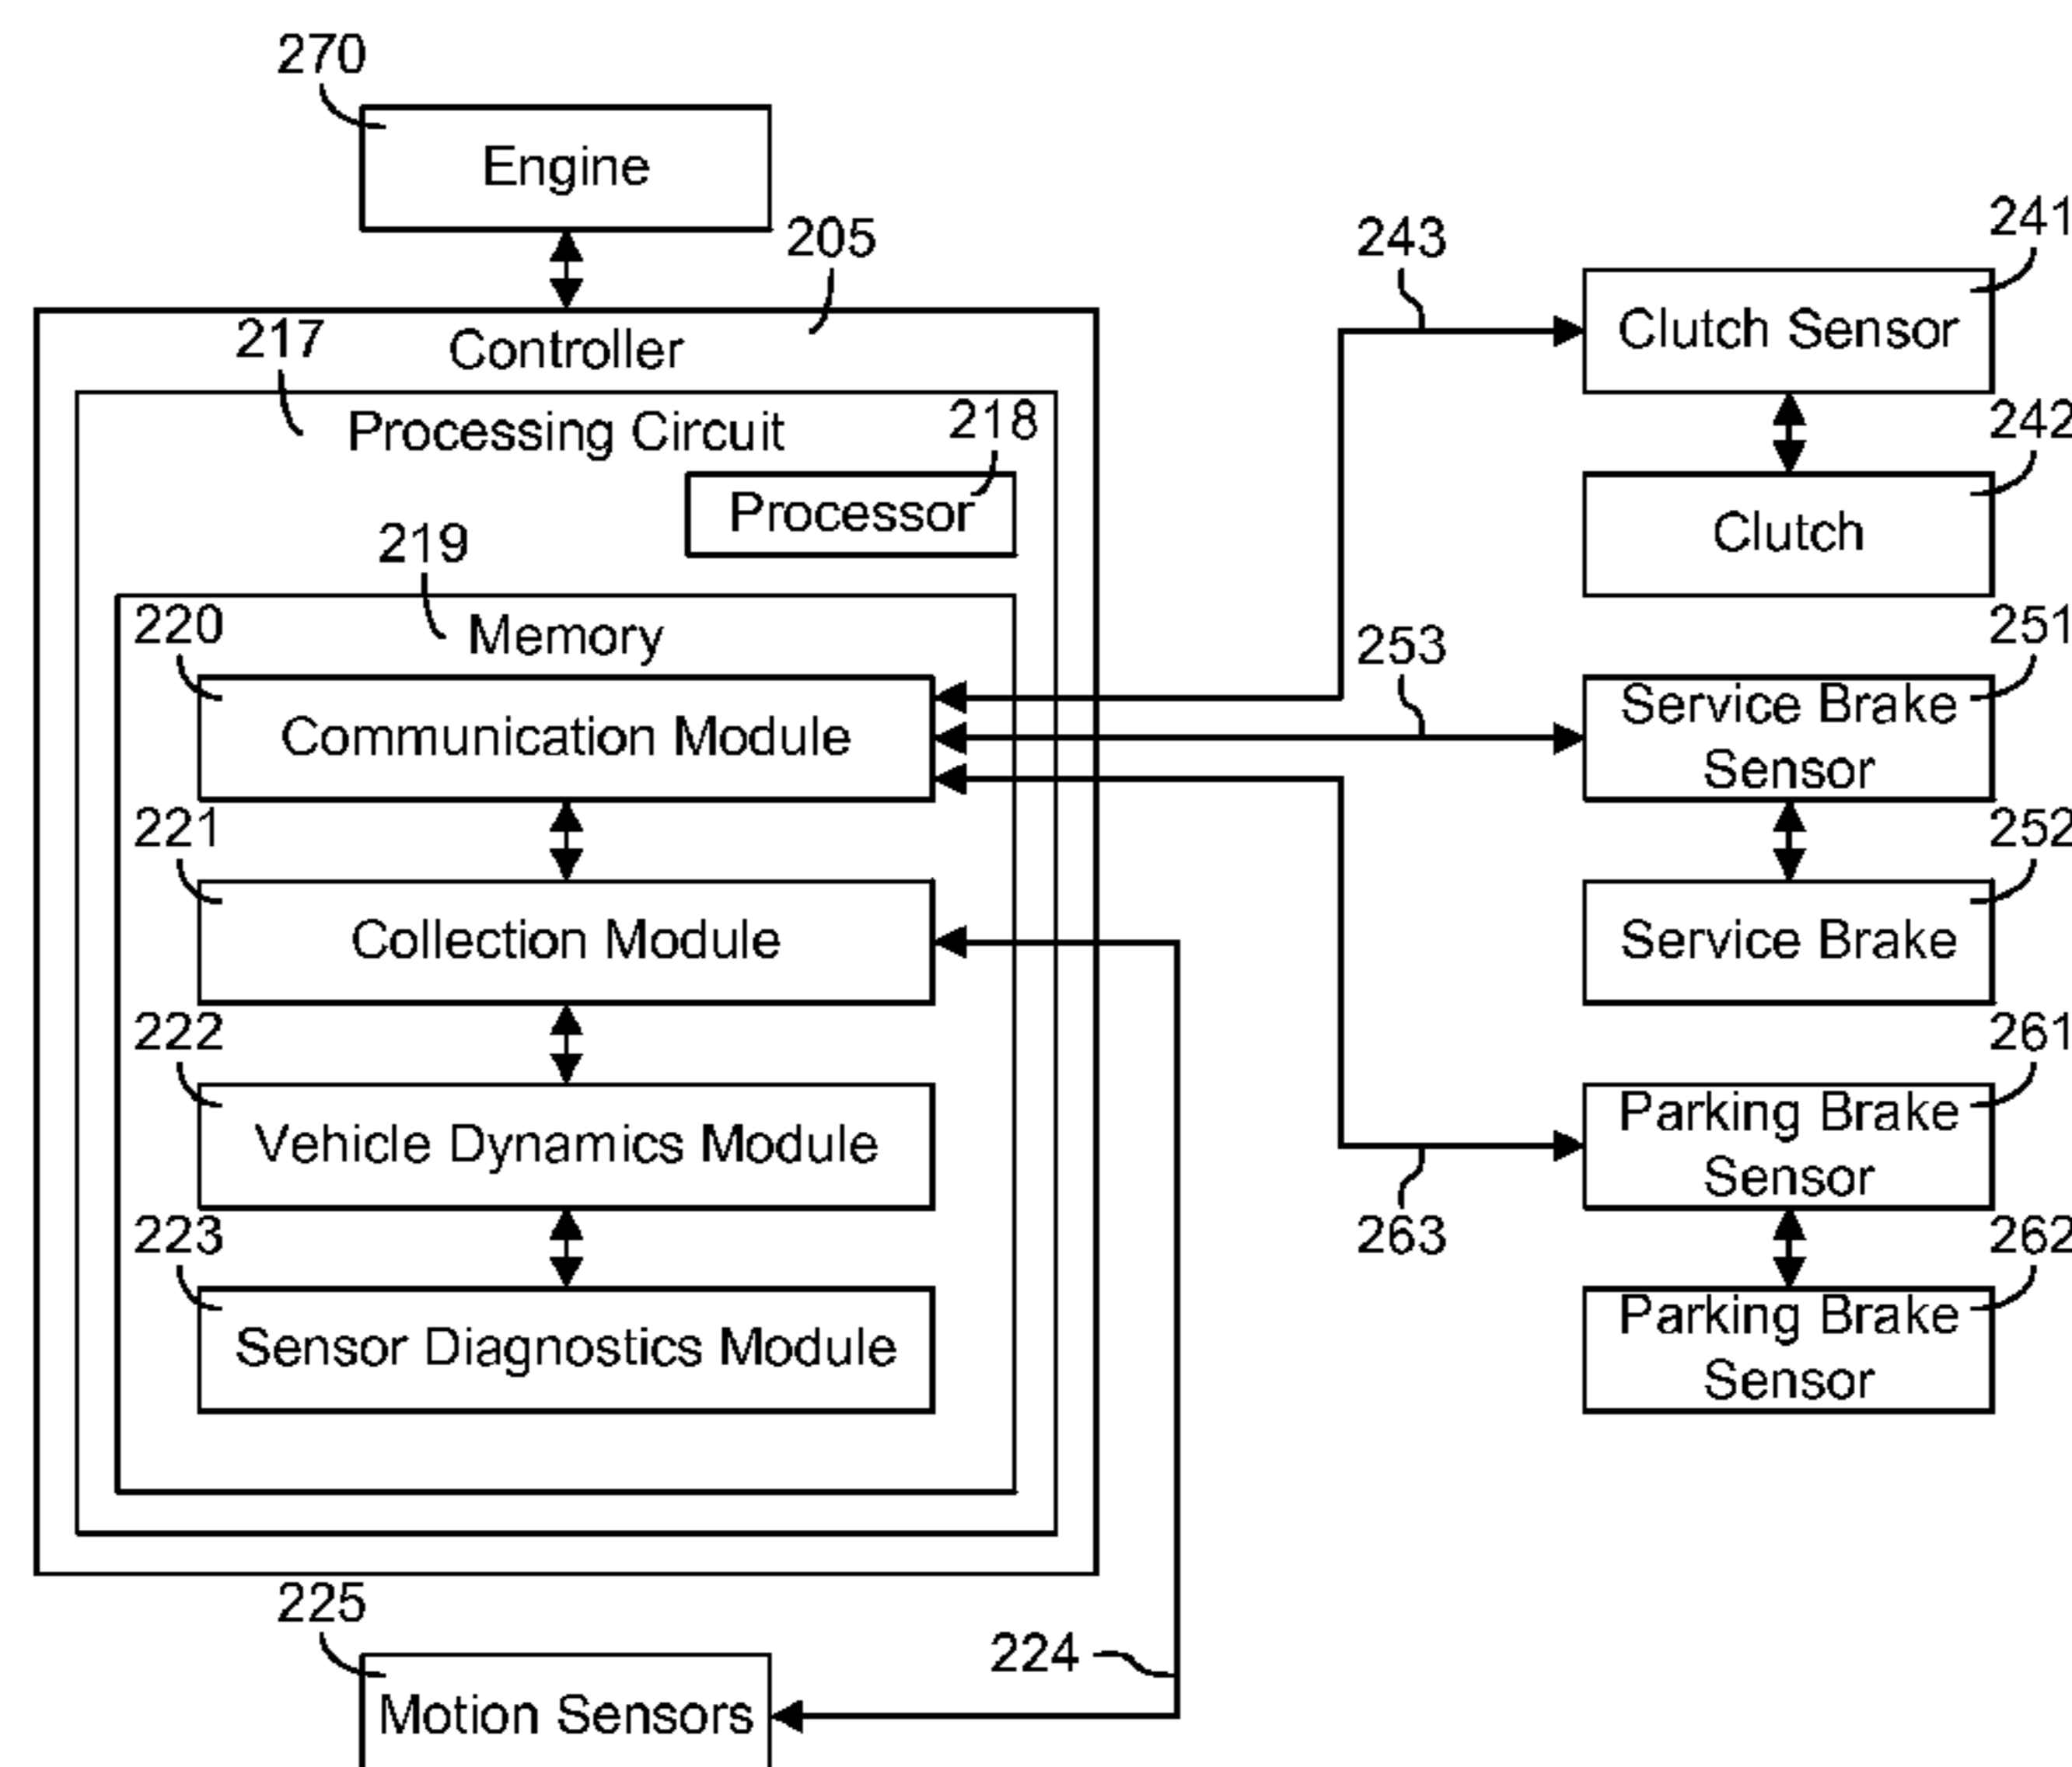 270
Engine
205
243
241
Controller
217
Clutch Sensor
Processing Circuit
218
242
Processor
Clutch
219
220
Memory
253
251
Communication Module
Service Brake
Sensor
221
252
Collection Module
Service Brake
222
261
Vehicle Dynamics Module
Parking Brake
Sensor
223
263
262
Sensor Diagnostics Module
Parking Brake
Sensor
225
224
Motion Sensors